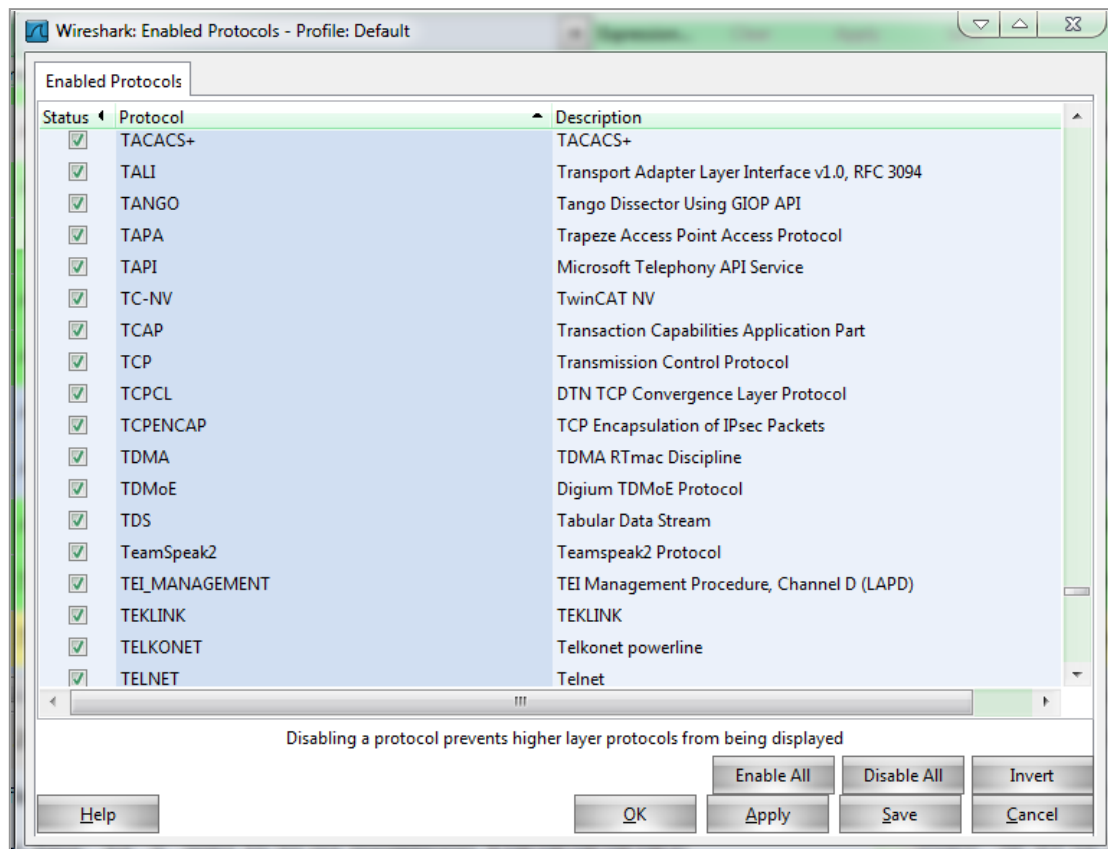 Wireshark: Enabled Protocols - Profile: Default
Enabled Protocols
Status Protocol Description
TACACS+ TACACS+
TALI Transport Adapter Layer Interface v1.0, RFC 3094
TANGO Tango Dissector Using GIOP API
TAPA Trapeze Access Point Access Protocol
TAPI Microsoft Telephony API Service
TC-NV TwinCAT NV
TCAP Transaction Capabilities Application Part
TCP Transmission Control Protocol
TCPCL DTN TCP Convergence Layer Protocol
TCPENCAP TCP Encapsulation of IPsec Packets
TDMA TDMA RTmac Discipline
TDMoE Digium TDMoE Protocol
TDS Tabular Data Stream
TeamSpeak2 Teamspeak2 Protocol
TEI_MANAGEMENT TEI Management Procedure, Channel D (LAPD)
TEKLINK TEKLINK
TELKONET Telkonet powerline
TELNET Telnet
Disabling a protocol prevents higher layer protocols from being displayed
Enable All Disable All Invert
Help OK Apply Save Cancel